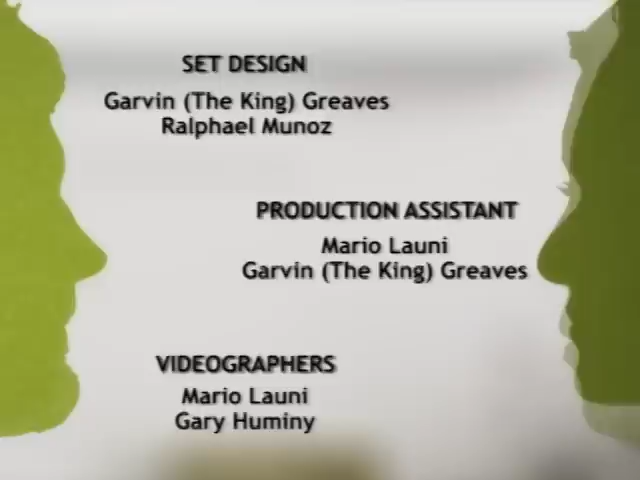 SET DESIGN
Garvin (The King) Greaves
Ralphael Munoz
PRODUCTION ASSISTANT
Mario Launi
Garvin (The King) Greaves
VIDEOGRAPHERS
Mario Launi
Gary Huminy